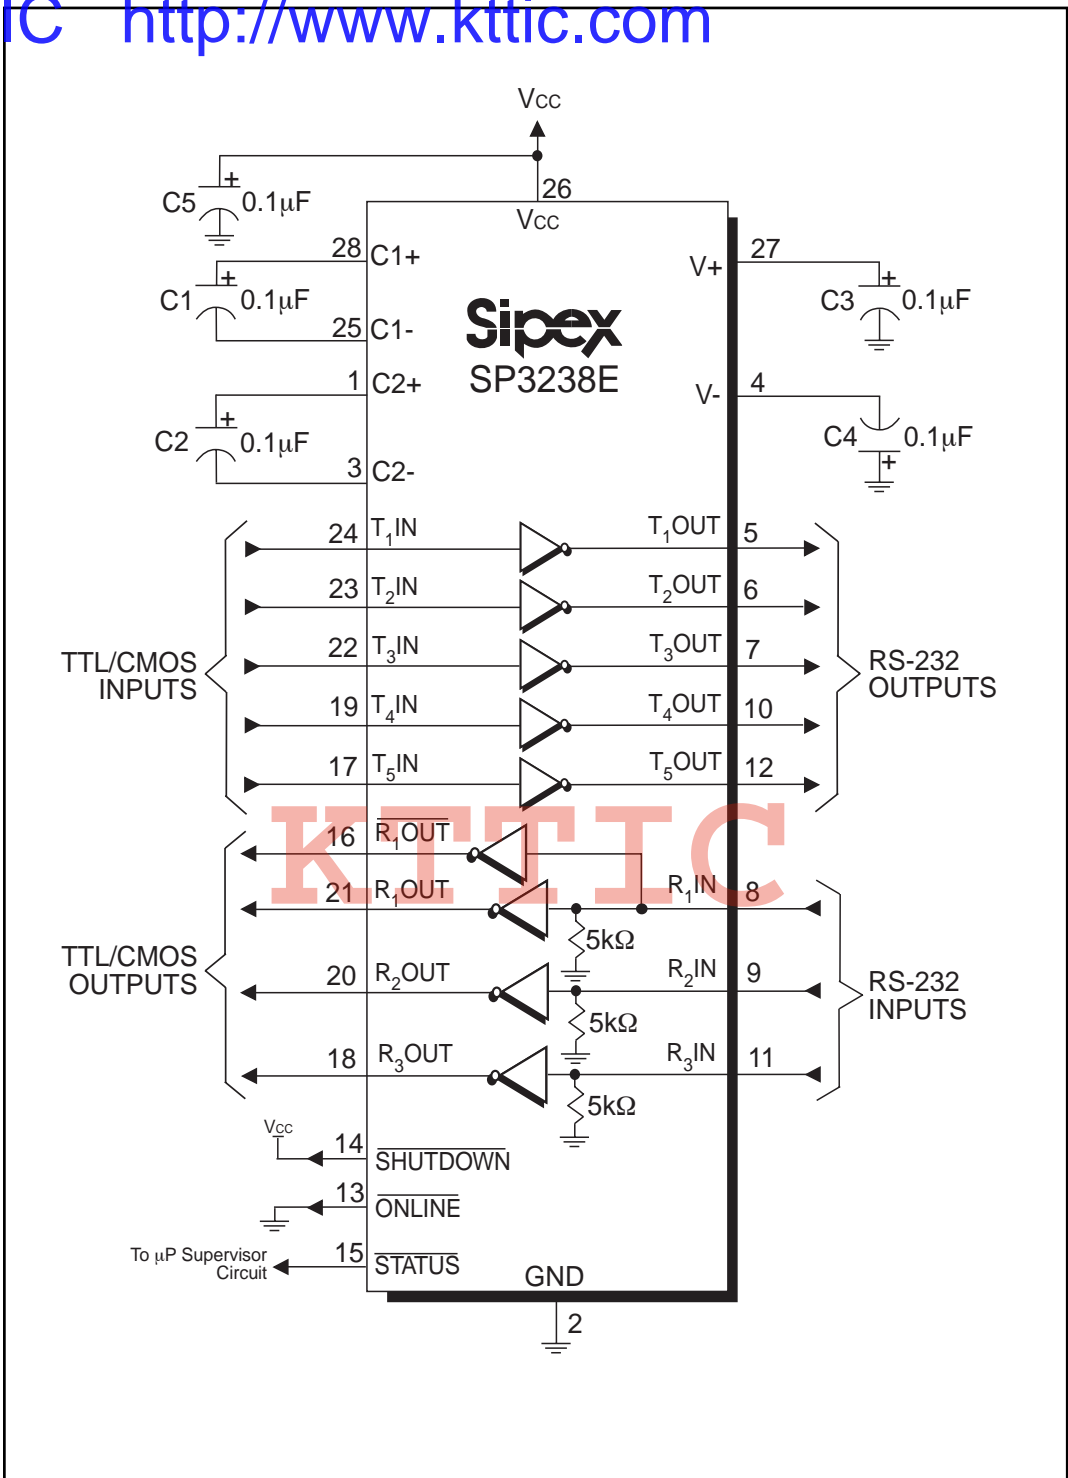 IC http://www.kttic.com
VCC
26
C5 + 0.1μF
VCC
28 C1+
V+ 27
C1 + 0.1μF
C3 + 0.1μF
25 C1-
Sipex
SP3238E
1 C2+
V- 4
C2 + 0.1μF
C4 + 0.1μF
3 C2-
24 T1IN T1OUT 5
23 T2IN T2OUT 6
22 T3IN T3OUT 7
TTL/CMOS
INPUTS
RS-232
OUTPUTS
19 T4IN T4OUT 10
17 T5IN T5OUT 12
KTTIC
16 R1OUT
21 R1OUT R1IN 8
5kΩ
TTL/CMOS
OUTPUTS
20 R2OUT R2IN 9
RS-232
INPUTS
5kΩ
18 R3OUT R3IN 11
5kΩ
VCC
14 SHUTDOWN
13 ONLINE
To μP Supervisor
Circuit
15 STATUS
GND
2